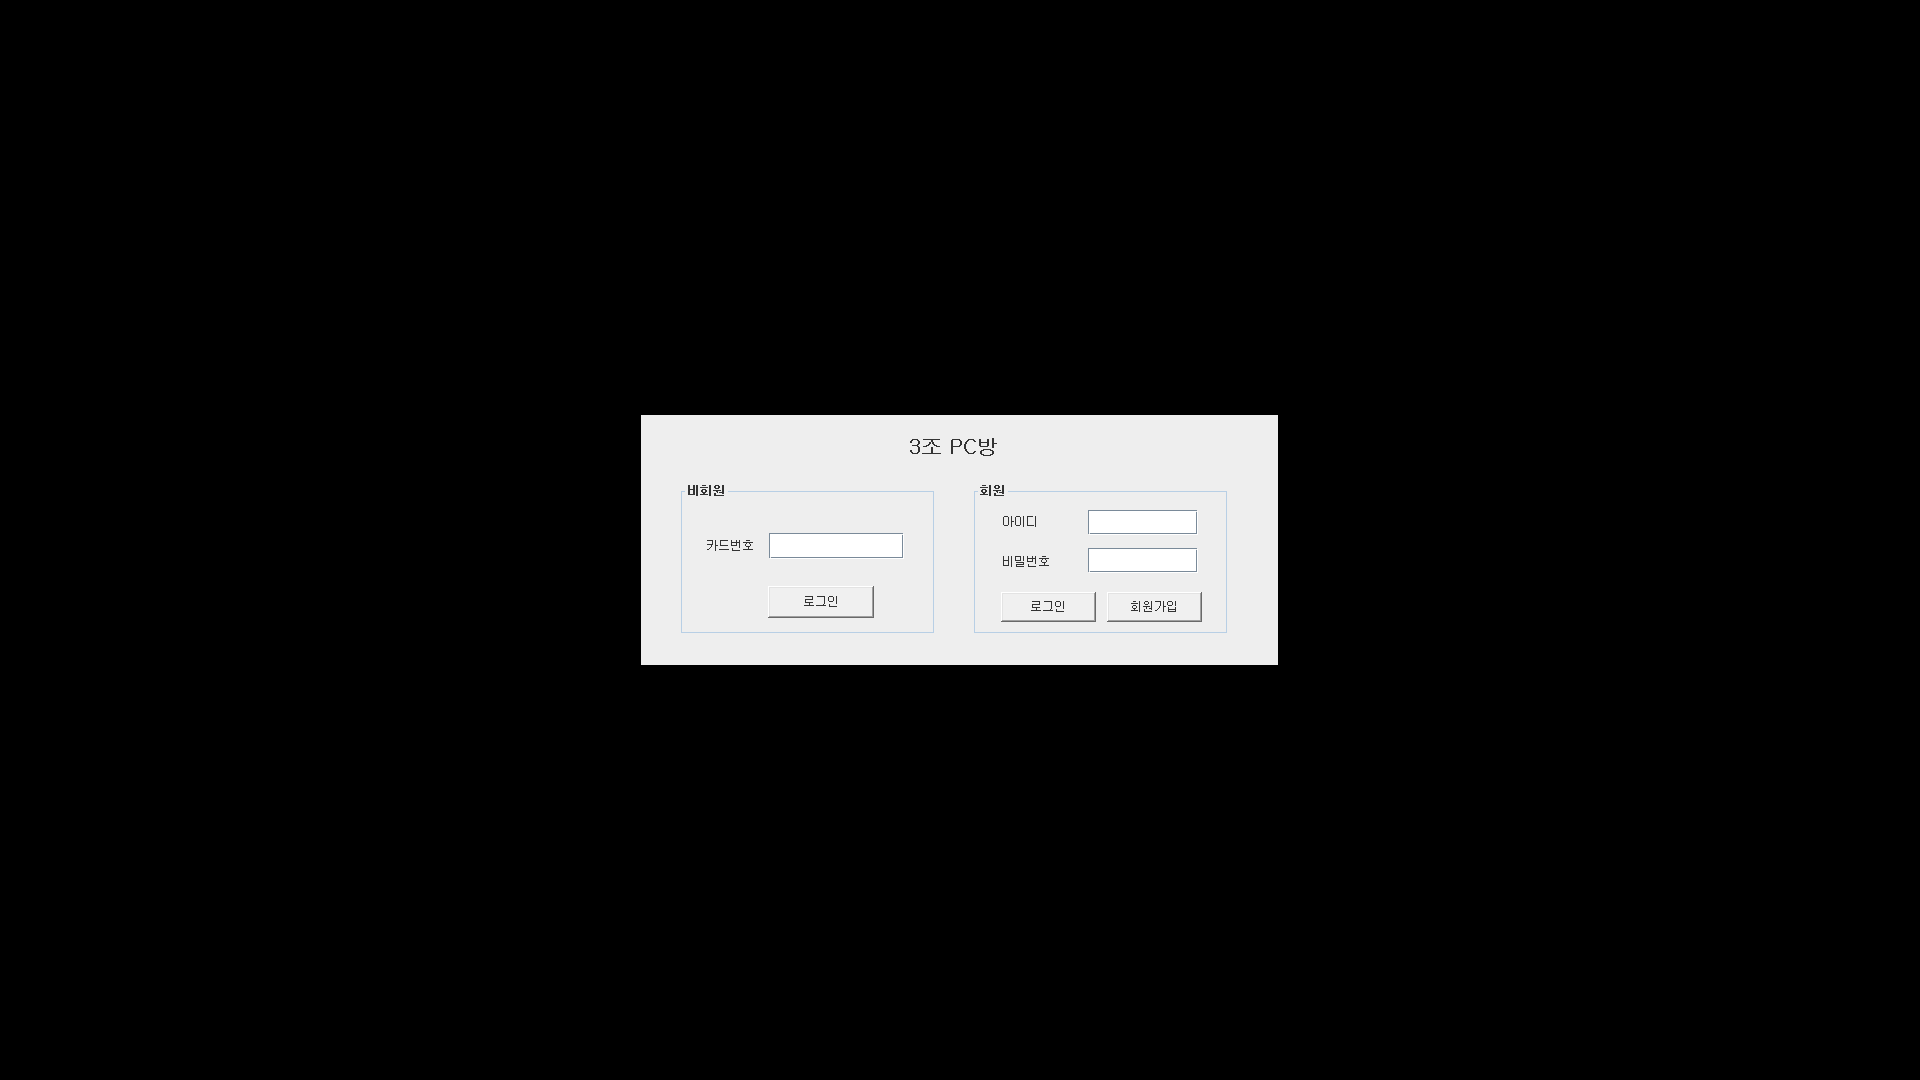 3조 PC방
비회원
카드번호
로그인
회원
아이디
비밀번호
로그인 회원가입